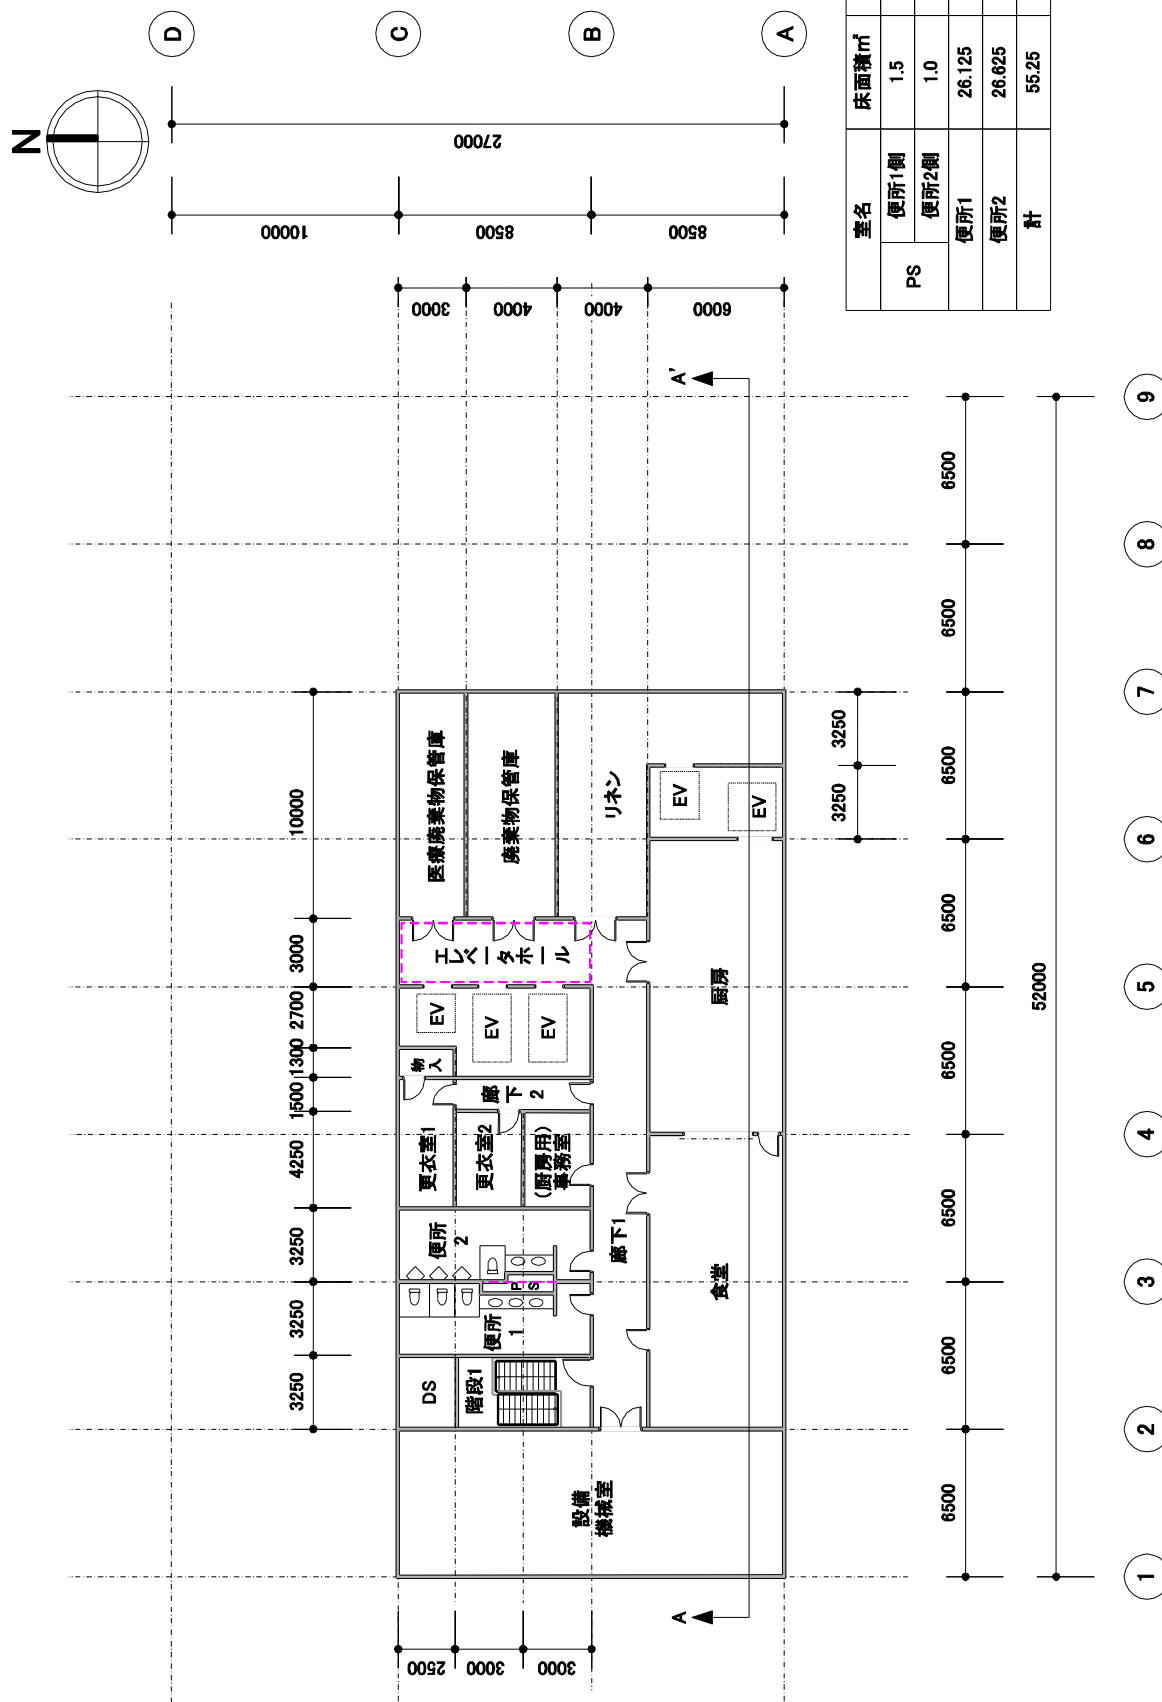 N
D
C
B
A
27000
10000
8500
8500
3000
4000
4000
6000
室名
床面積㎡
PS
便所1側
1.5
便所2側
1.0
便所1
26.125
便所2
26.625
計
55.25
3250
3250
3250
4250
1500
1300
2700
3000
10000
設備
機械室
DS
階段1
便所
1
P
S
便所
2
更衣室1
更衣室2
(厨房用)
事務室
廊下
2
物
入
EV
EV
EV
エレベータホール
医療廃棄物保管庫
廃棄物保管庫
リネン
EV
EV
廊下1
食堂
厨房
A
A'
2500
3000
3000
3250
3250
6500
6500
6500
6500
6500
6500
6500
6500
52000
1
2
3
4
5
6
7
8
9